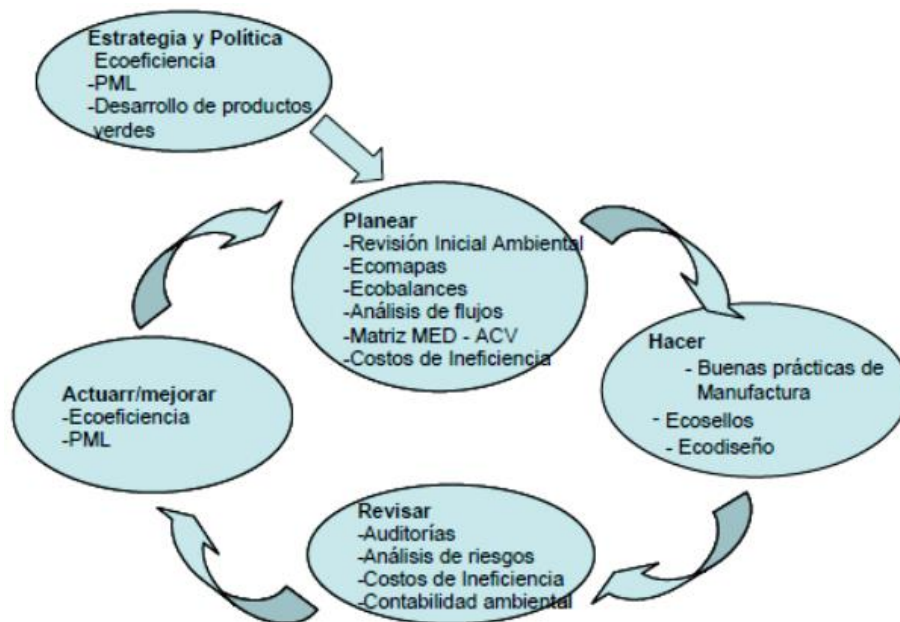 Estrategia y Política
Ecoeficiencia
-PML
-Desarrollo de productos
verdes
Planear
-Revisión Inicial Ambiental
-Ecomapas
-Ecobalances
-Análisis de flujos
-Matriz MED - ACV
-Costos de Ineficiencia
Hacer
- Buenas prácticas de
Manufactura
- Ecosellos
- Ecodiseño
Revisar
-Auditorías
-Análisis de riesgos
-Costos de Ineficiencia
-Contabilidad ambiental
Actuarr/mejorar
-Ecoeficiencia
-PML